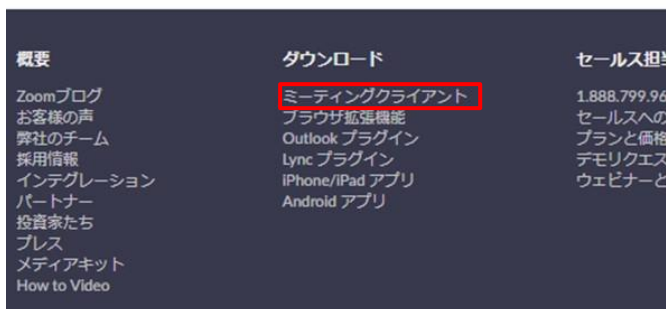 概要
Zoomブログ
お客様の声
弊社のチーム
採用情報
インテグレーション
パートナー
投資家たち
プレス
メディアキット
How to Video
ダウンロード
ミーティングクライアント
ブラウザ拡張機能
Outlook プラグイン
Lync プラグイン
iPhone/iPad アプリ
Android アプリ
セールス担
1.888.799.96
セールスへの
プランと価格
デモリクエス
ウェビナーと